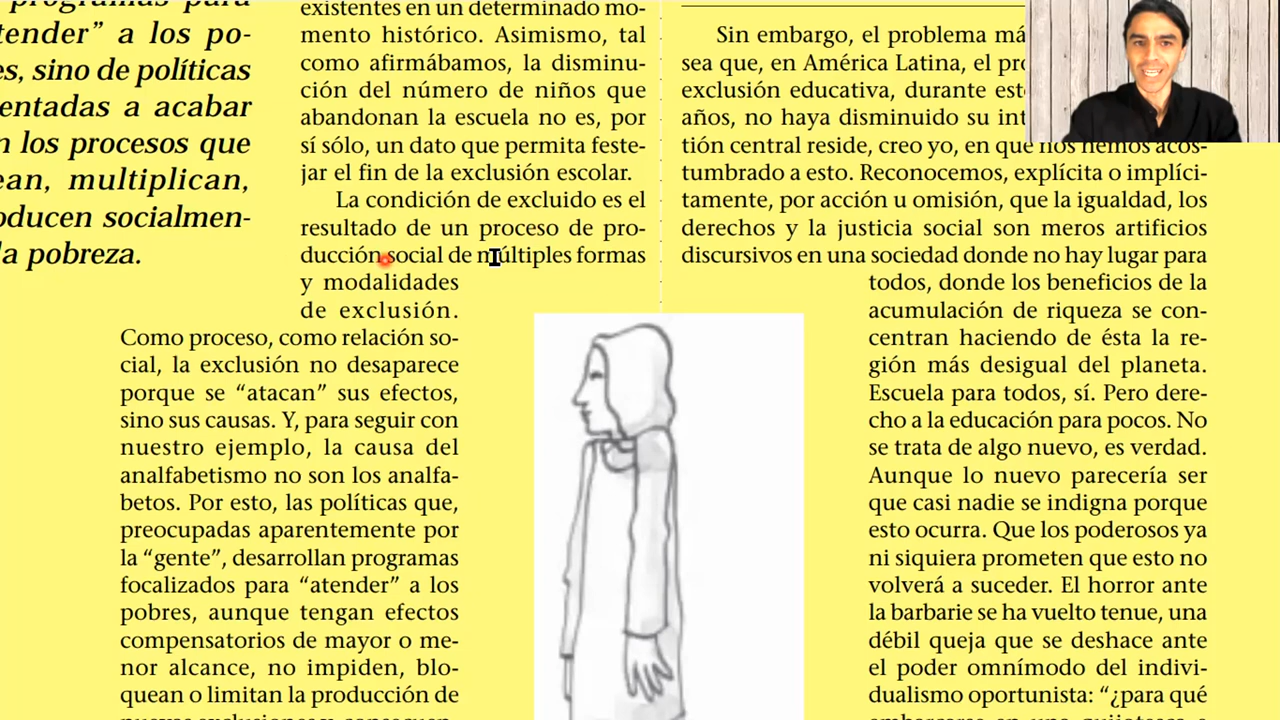 programas para
tender” a los po-
es, sino de políticas
entadas a acabar
n los procesos que
ean, multiplican,
oducen socialmen-
la pobreza.
existentes en un determinado mo-
mento histórico. Asimismo, tal
como afirmábamos, la disminu-
ción del número de niños que
abandonan la escuela no es, por
sí sólo, un dato que permita feste-
jar el fin de la exclusión escolar.
La condición de excluido es el
resultado de un proceso de pro-
ducción social de múltiples formas
y modalidades
de exclusión.
Como proceso, como relación so-
cial, la exclusión no desaparece
porque se “atacan” sus efectos,
sino sus causas. Y, para seguir con
nuestro ejemplo, la causa del
analfabetismo no son los analfa-
betos. Por esto, las políticas que,
preocupadas aparentemente por
la “gente”, desarrollan programas
focalizados para “atender” a los
pobres, aunque tengan efectos
compensatorios de mayor o me-
nor alcance, no impiden, blo-
quean o limitan la producción de
Sin embargo, el problema má
sea que, en América Latina, el pro
exclusión educativa, durante est
años, no haya disminuido su int
tión central reside, creo yo, en que nos hemos acos-
tumbrado a esto. Reconocemos, explícita o implíci-
tamente, por acción u omisión, que la igualdad, los
derechos y la justicia social son meros artificios
discursivos en una sociedad donde no hay lugar para
todos, donde los beneficios de la
acumulación de riqueza se con-
centran haciendo de ésta la re-
gión más desigual del planeta.
Escuela para todos, sí. Pero dere-
cho a la educación para pocos. No
se trata de algo nuevo, es verdad.
Aunque lo nuevo parecería ser
que casi nadie se indigna porque
esto ocurra. Que los poderosos ya
ni siquiera prometen que esto no
volverá a suceder. El horror ante
la barbarie se ha vuelto tenue, una
débil queja que se deshace ante
el poder omnímodo del indivi-
dualismo oportunista: “¿para qué